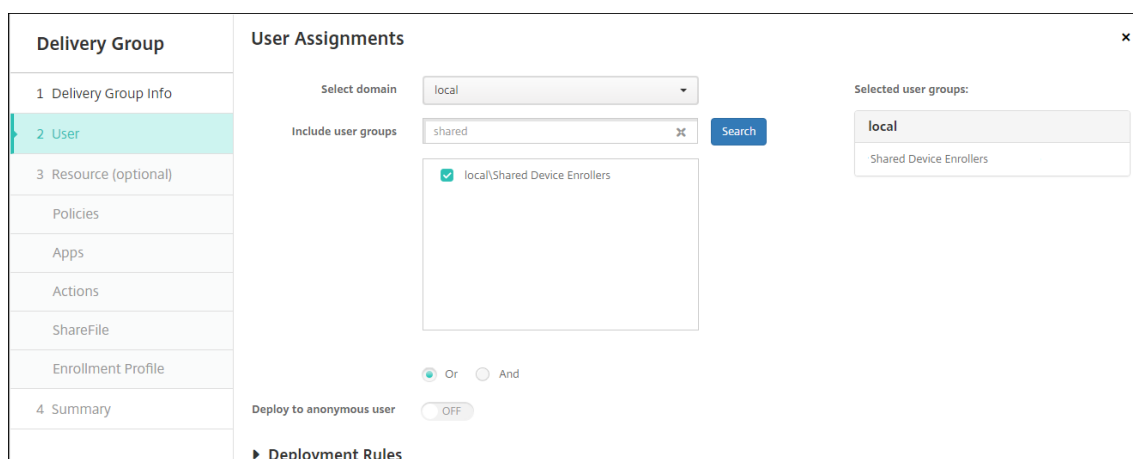 Delivery Group
1 Delivery Group Info
2 User
3 Resource (optional)
Policies
Apps
Actions
ShareFile
Enrollment Profile
4 Summary
User Assignments
×
Select domain
local
Include user groups
shared
×
Search
local\Shared Device Enrollers
Or
And
Deploy to anonymous user
OFF
Deployment Rules
Selected user groups:
local
Shared Device Enrollers